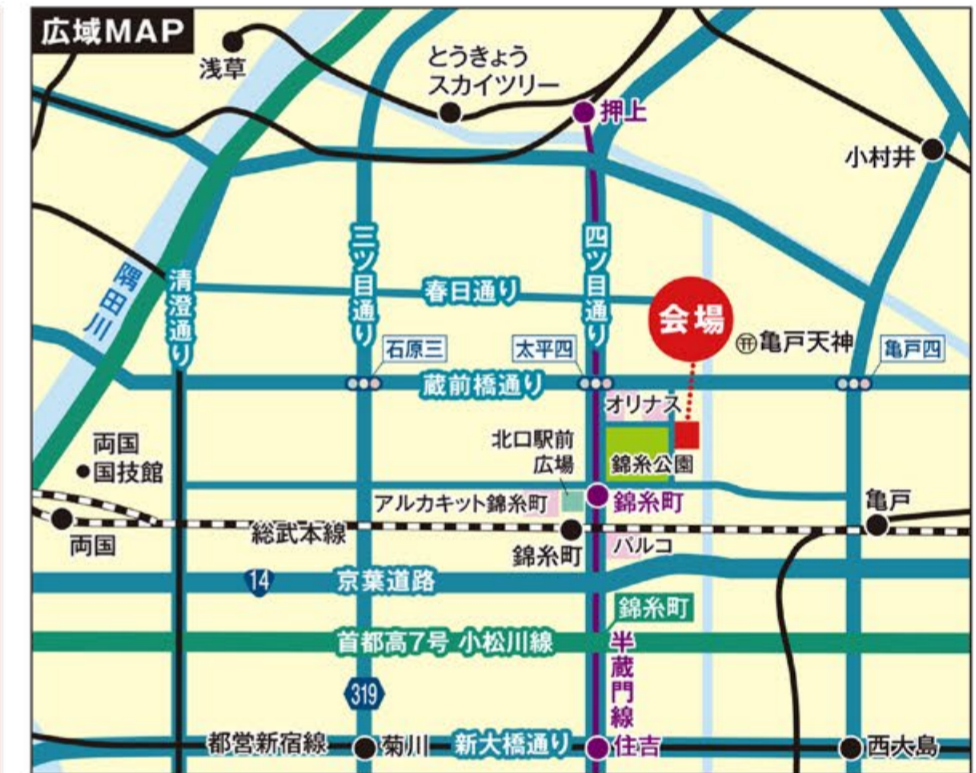 広域MAP
浅草
とうきょう
スカイツリー
押上
小村井
隅田川
清澄通り
三ツ目通り
四ツ目通り
春日通り
会場
亀戸天神
石原三
太平四
亀戸四
蔵前橋通り
オリナス
両国
国技館
北口駅前
広場
錦糸公園
アルカキット錦糸町
錦糸町
亀戸
両国
総武本線
錦糸町
パルコ
14
京葉道路
錦糸町
首都高7号 小松川線
半蔵門線
319
都営新宿線
菊川
新大橋通り
住吉
西大島